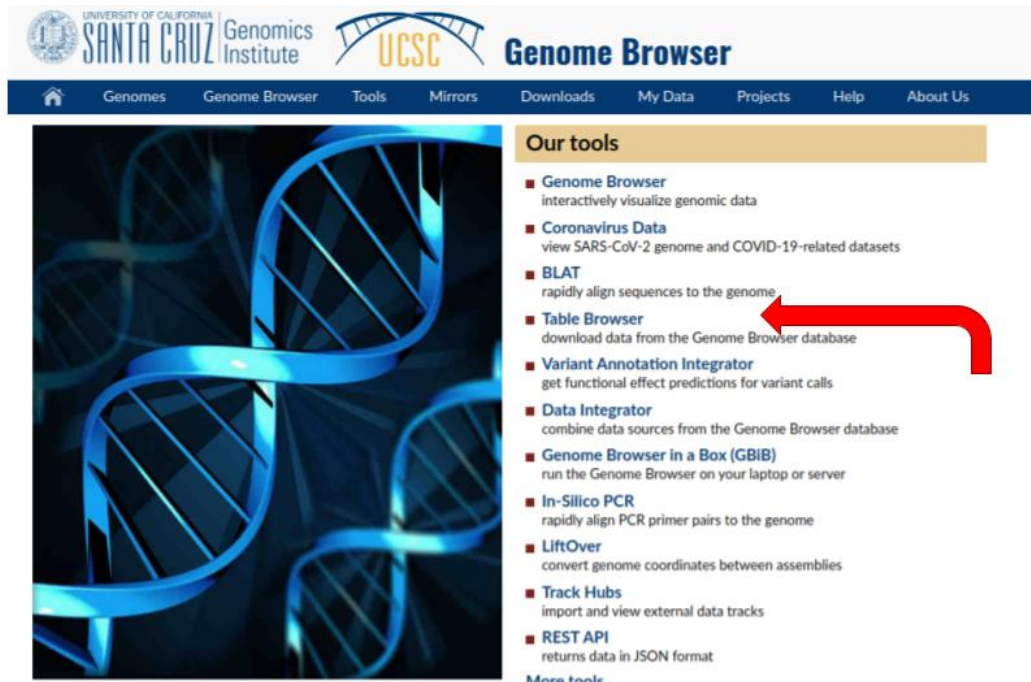 UNIVERSITY OF CALIFORNIA
SANTA CRUZ
Genomics
Institute
UCSC
Genome Browser
Genomes Genome Browser Tools Mirrors Downloads My Data Projects Help About Us
Our tools
Genome Browser
interactively visualize genomic data
Coronavirus Data
view SARS-CoV-2 genome and COVID-19-related datasets
BLAT
rapidly align sequences to the genome
Table Browser
download data from the Genome Browser database
Variant Annotation Integrator
get functional effect predictions for variant calls
Data Integrator
combine data sources from the Genome Browser database
Genome Browser in a Box (GBiB)
run the Genome Browser on your laptop or server
In-Silico PCR
rapidly align PCR primer pairs to the genome
LiftOver
convert genome coordinates between assemblies
Track Hubs
import and view external data tracks
REST API
returns data in JSON format
More tools